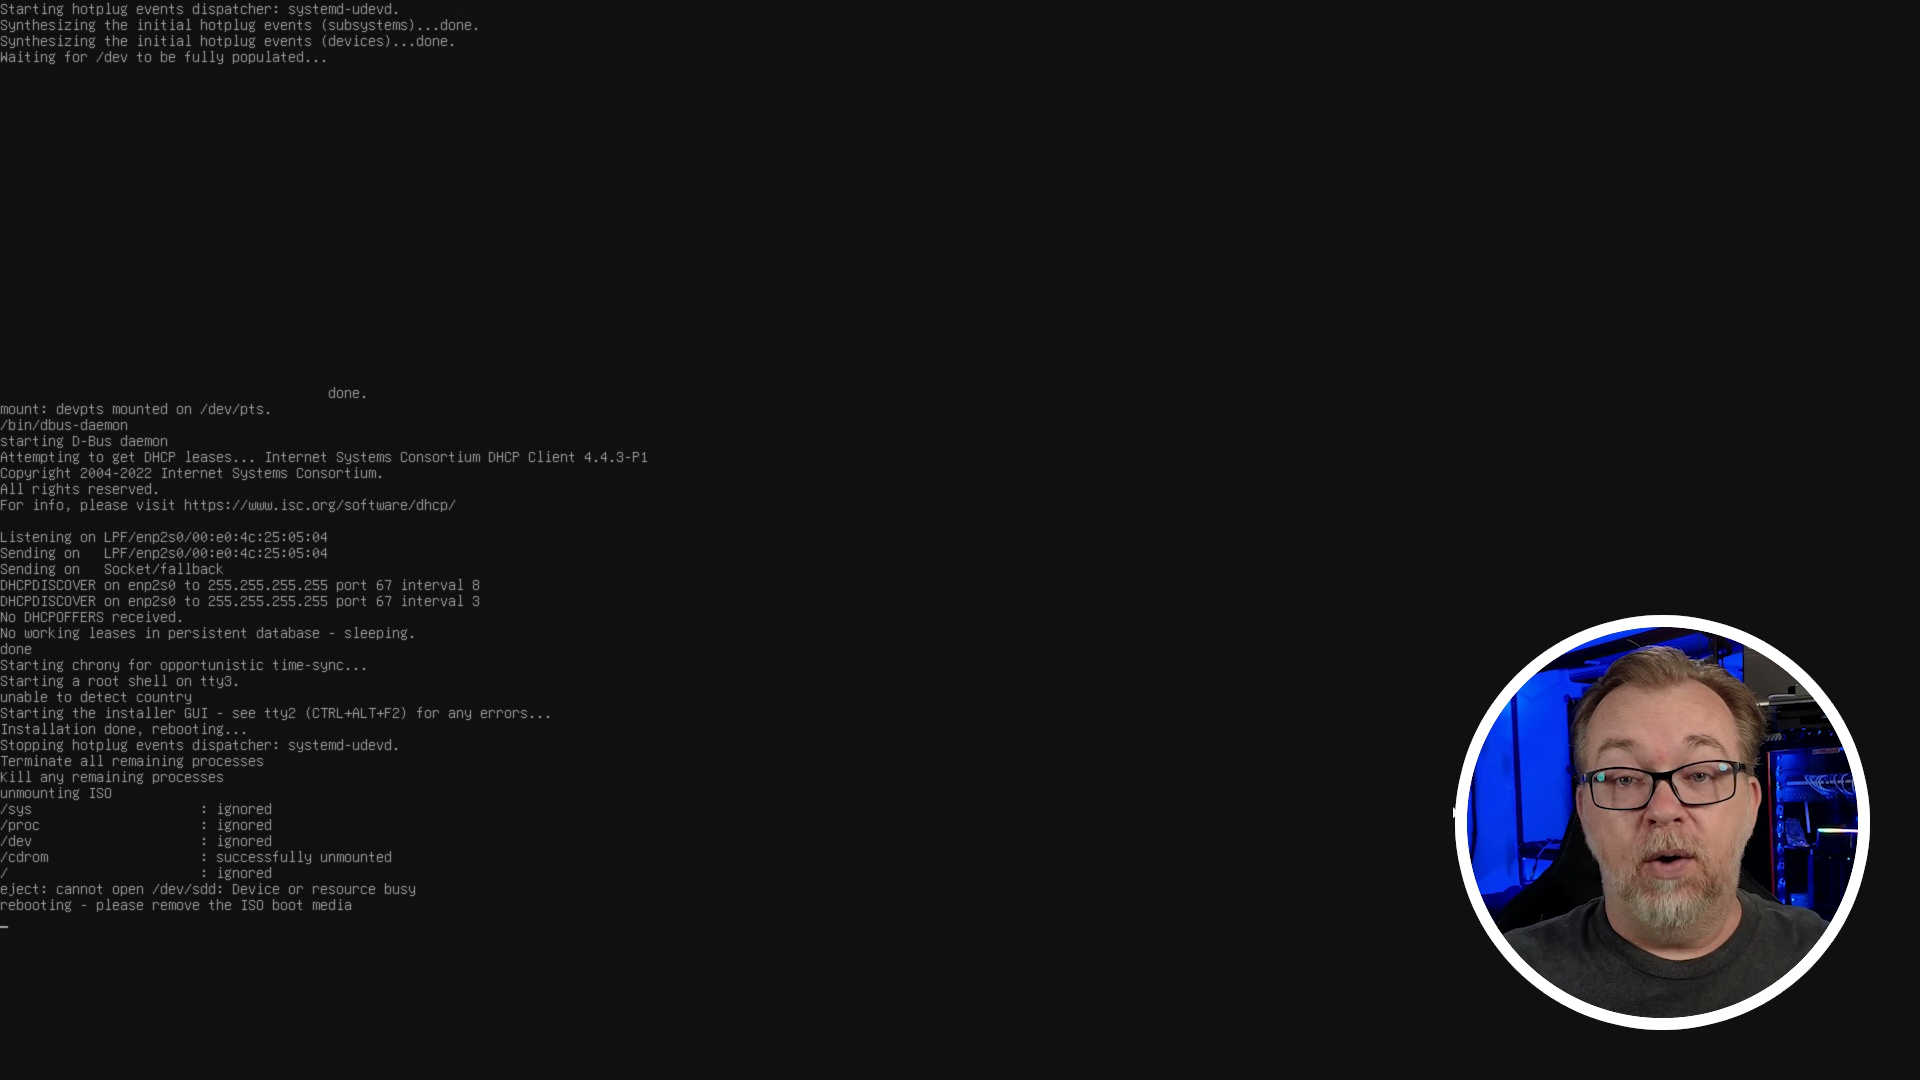 Starting hotplug events dispatcher: systemd-udevd.
Synthesizing the initial hotplug events (subsystems)...done.
Synthesizing the initial hotplug events (devices)...done.
Waiting for /dev to be fully populated...
done.
mount: devpts mounted on /dev/pts.
/bin/dbus-daemon
starting D-Bus daemon
Attempting to get DHCP leases... Internet Systems Consortium DHCP Client 4.4.3-P1
Copyright 2004-2022 Internet Systems Consortium.
All rights reserved.
For info, please visit https://www.isc.org/software/dhcp/
Listening on LPF/enp2s0/00:e0:4c:25:05:04
Sending on   LPF/enp2s0/00:e0:4c:25:05:04
Sending on   Socket/fallback
DHCPDISCOVER on enp2s0 to 255.255.255.255 port 67 interval 8
DHCPDISCOVER on enp2s0 to 255.255.255.255 port 67 interval 3
No DHCPOFFERS received.
No working leases in persistent database - sleeping.
done
Starting chrony for opportunistic time-sync...
Starting a root shell on tty3.
unable to detect country
Starting the installer GUI - see tty2 (CTRL+ALT+F2) for any errors...
Installation done, rebooting...
Stopping hotplug events dispatcher: systemd-udevd.
Terminate all remaining processes
Kill any remaining processes
unmounting ISO
/sys                     : ignored
/proc                    : ignored
/dev                     : ignored
/cdrom                   : successfully unmounted
/                        : ignored
eject: cannot open /dev/sdd: Device or resource busy
rebooting - please remove the ISO boot media